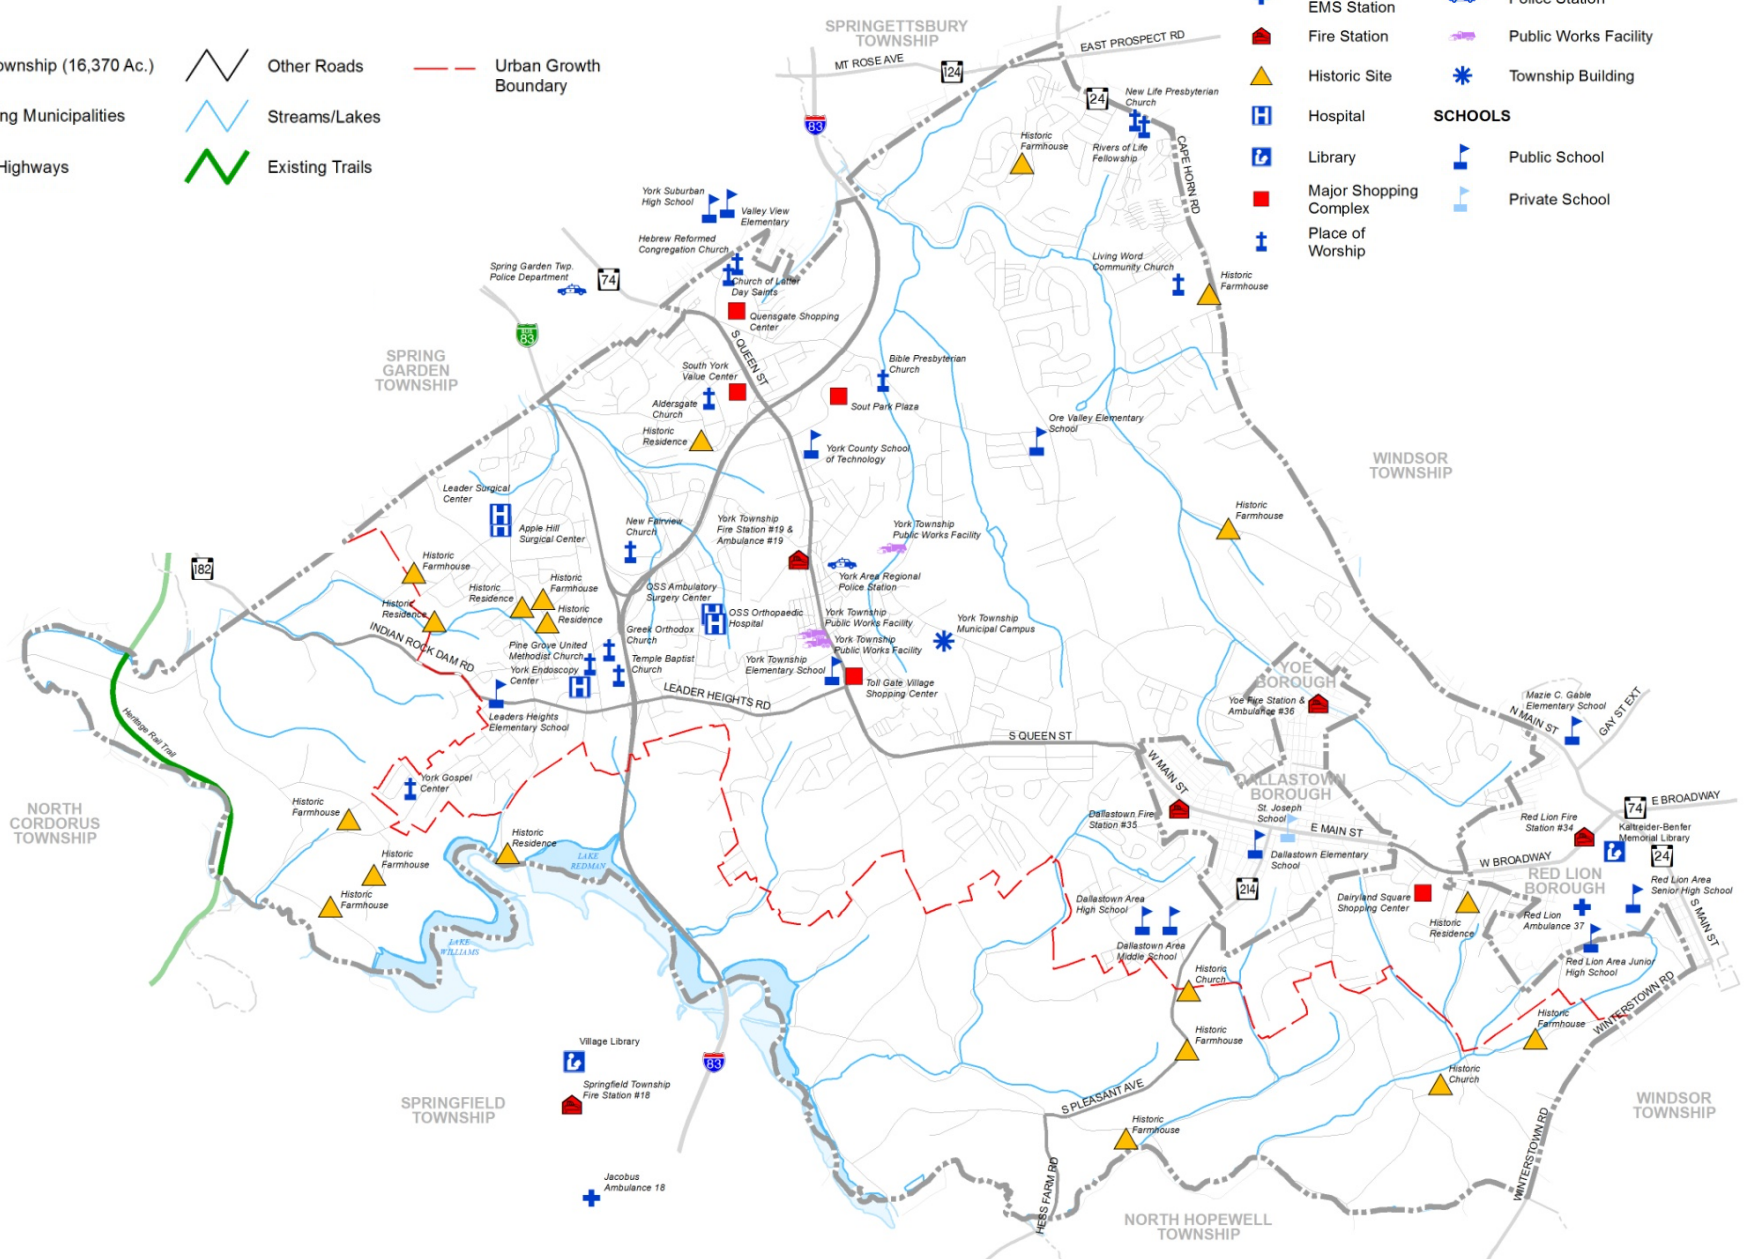 ownship (16,370 Ac.)
ng Municipalities
Highways
Other Roads
Streams/Lakes
Existing Trails
Urban Growth
Boundary
EMS Station
Fire Station
Historic Site
Hospital
Library
Major Shopping
Complex
Place of
Worship
Police Station
Public Works Facility
Township Building
SCHOOLS
Public School
Private School
SPRINGETTSBURY
TOWNSHIP
MT ROSE AVE
124
EAST PROSPECT RD
24
83
New Life Presbyterian
Church
Rivers of Life
Fellowship
CAPE HORN RD
Historic
Farmhouse
York Suburban
High School
Valley View
Elementary
Hebrew Reformed
Congregation Church
Church of Latter
Day Saints
Spring Garden Twp.
Police Department
74
BUS
83
Quensgate Shopping
Center
S QUEEN ST
Living Word
Community Church
Historic
Farmhouse
SPRING
GARDEN
TOWNSHIP
South York
Value Center
Aldersgate
Church
Historic
Residence
Bible Presbyterian
Church
Sout Park Plaza
York County School
of Technology
Ore Valley Elementary
School
WINDSOR
TOWNSHIP
Leader Surgical
Center
Apple Hill
Surgical Center
New Fairview
Church
York Township
Fire Station #19 &
Ambulance #19
York Township
Public Works Facility
York Area Regional
Police Station
Historic
Farmhouse
182
Historic
Farmhouse
Historic
Residence
Historic
Residence
Historic
Farmhouse
Historic
Residence
INDIAN ROCK DAM RD
OSS Ambulatory
Surgery Center
OSS Orthopaedic
Hospital
York Township
Public Works Facility
York Township
Public Works Facility
York Township
Municipal Campus
Greek Orthodox
Church
Pine Grove United
Methodist Church
York Endoscopy
Center
Temple Baptist
Church
York Township
Elementary School
Toll Gate Village
Shopping Center
LEADER HEIGHTS RD
Leaders Heights
Elementary School
Heritage Rail Trail
S QUEEN ST
YOE
BOROUGH
Yoe Fire Station &
Ambulance #36
Mazie C. Gable
Elementary School
N MAIN ST
GAY ST EXT
W MAIN ST
DALLASTOWN
BOROUGH
St. Joseph
School
Dallastown Fire
Station #35
E MAIN ST
Dallastown Elementary
School
74
E BROADWAY
Red Lion Fire
Station #34
Kaltreider-Benfer
Memorial Library
24
W BROADWAY
RED LION
BOROUGH
Red Lion Area
Senior High School
S MAIN ST
214
Dairyland Square
Shopping Center
Historic
Residence
Red Lion
Ambulance 37
Red Lion Area Junior
High School
Dallastown Area
High School
Dallastown Area
Middle School
York Gospel
Center
NORTH
CORDORUS
TOWNSHIP
Historic
Farmhouse
Historic
Farmhouse
Historic
Farmhouse
Historic
Residence
LAKE
REDMAN
LAKE
WILLIAMS
Historic
Church
Historic
Farmhouse
Historic
Farmhouse
WINTERSTOWN RD
Historic
Church
83
Village Library
Springfield Township
Fire Station #18
SPRINGFIELD
TOWNSHIP
S PLEASANT AVE
Historic
Farmhouse
WINDSOR
TOWNSHIP
WINTERSTOWN RD
HESS FARM RD
Jacobus
Ambulance 18
NORTH HOPEWELL
TOWNSHIP